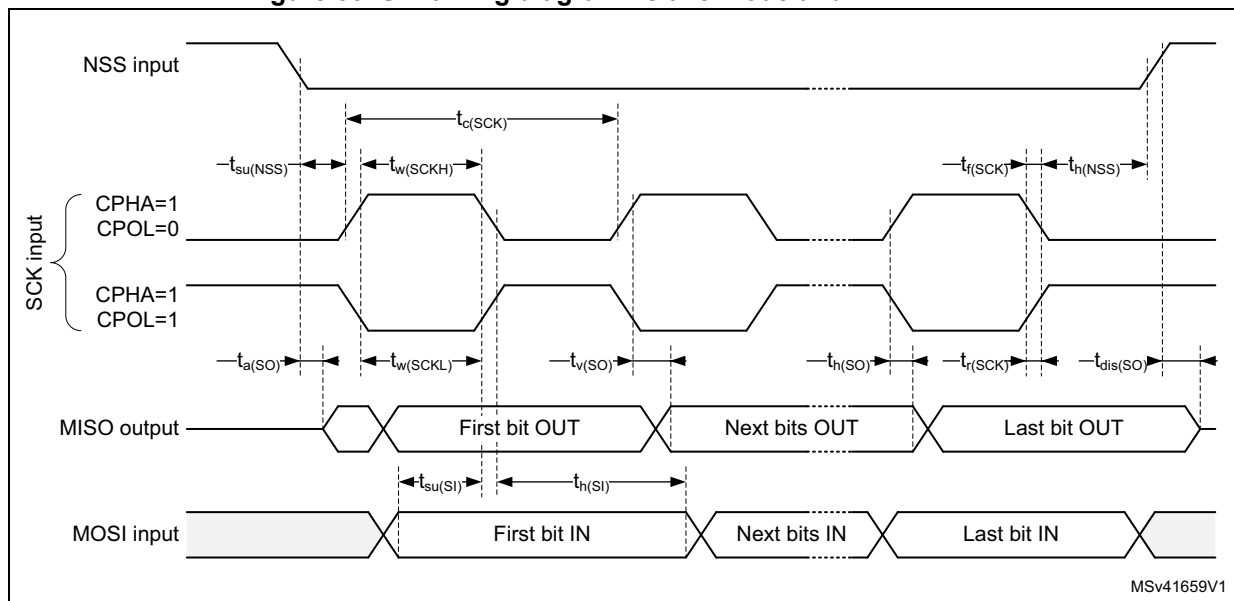 NSS input
tc(SCK)
tsu(NSS)
tw(SCKH)
tf(SCK)
th(NSS)
SCK input
CPHA=1
CPOL=0
CPHA=1
CPOL=1
ta(SO)
tw(SCKL)
tv(SO)
th(SO)
tr(SCK)
tdis(SO)
MISO output
First bit OUT
Next bits OUT
Last bit OUT
tsu(SI)
th(SI)
MOSI input
First bit IN
Next bits IN
Last bit IN
MSv41659V1